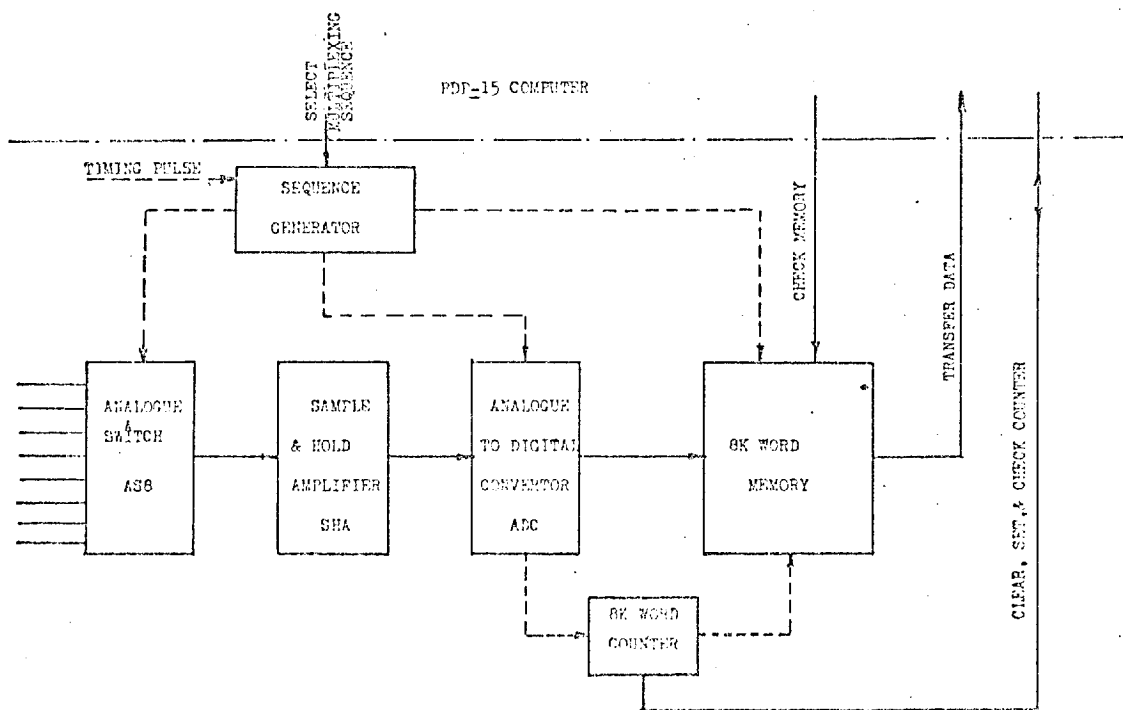 SELECT
MULTIPLEXING
SEQUENCE
PDP-15 COMPUTER
TIMING PULSE
SEQUENCE
GENERATOR
CHECK MEMORY
TRANSFER DATA
CLEAR, SET, & CHECK COUNTER
ANALOGUE
SWITCH
AS8
SAMPLE
& HOLD
AMPLIFIER
SHA
ANALOGUE
TO DIGITAL
CONVERTOR
ADC
8K WORD
MEMORY
8K WORD
COUNTER